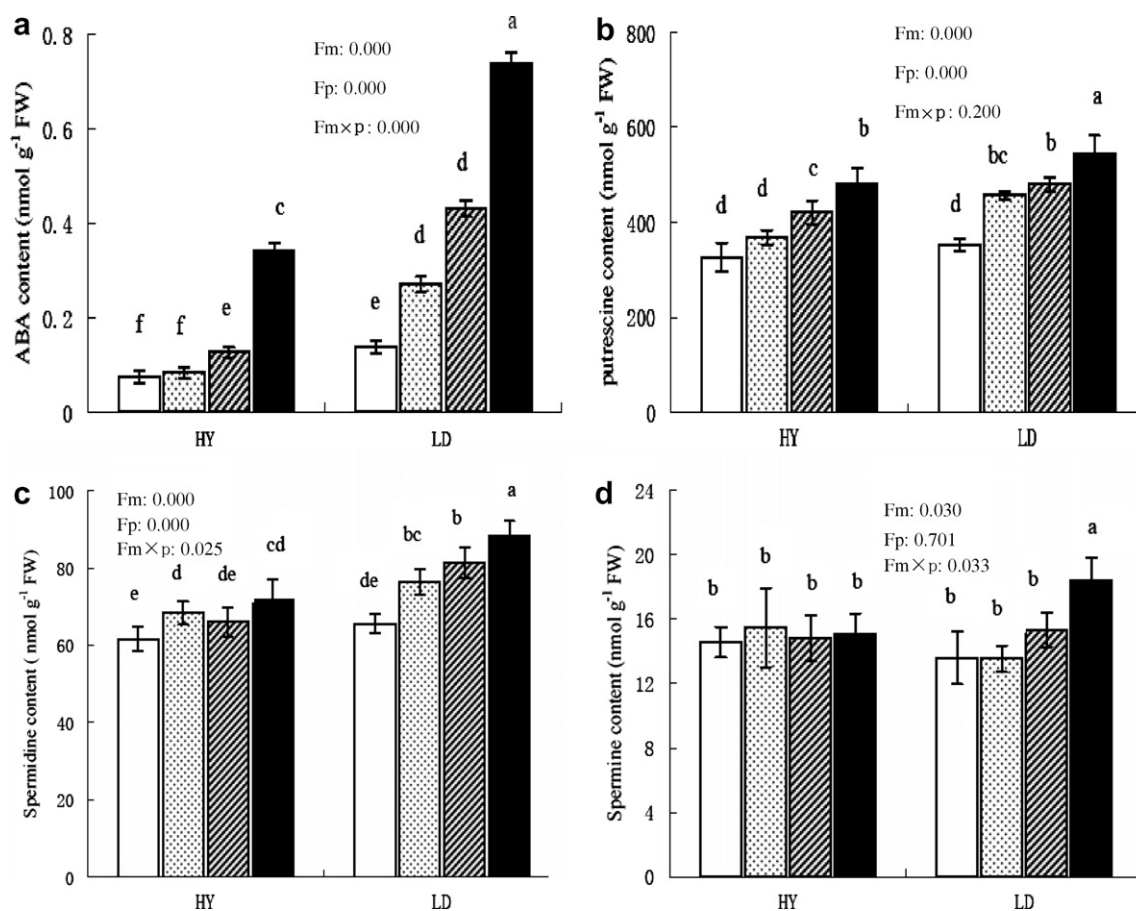 a
ABA content (nmol g⁻¹ FW)
0.8
0.6
0.4
0.2
0
Fm: 0.000
Fp: 0.000
Fm×p: 0.000
f
f
e
c
e
d
d
a
HY
LD
b
putrescine content (nmol g⁻¹ FW)
800
600
400
200
0
Fm: 0.000
Fp: 0.000
Fm×p: 0.200
d
d
c
b
d
bc
b
a
HY
LD
c
Spermidine content ( nmol g⁻¹ FW)
100
80
60
40
20
0
Fm: 0.000
Fp: 0.000
Fm×p: 0.025
e
d
de
cd
de
bc
b
a
HY
LD
d
Spermine content (nmol g⁻¹ FW)
24
20
16
12
8
4
0
Fm: 0.030
Fp: 0.701
Fm×p: 0.033
b
b
b
b
b
b
b
a
HY
LD